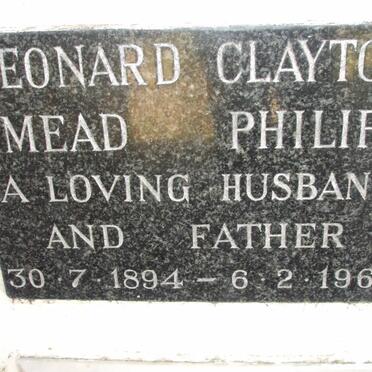 EONARD CLAYTO
MEAD PHILIP
A LOVING HUSBAN
AND FATHER
30·7·1894 – 6·2·196